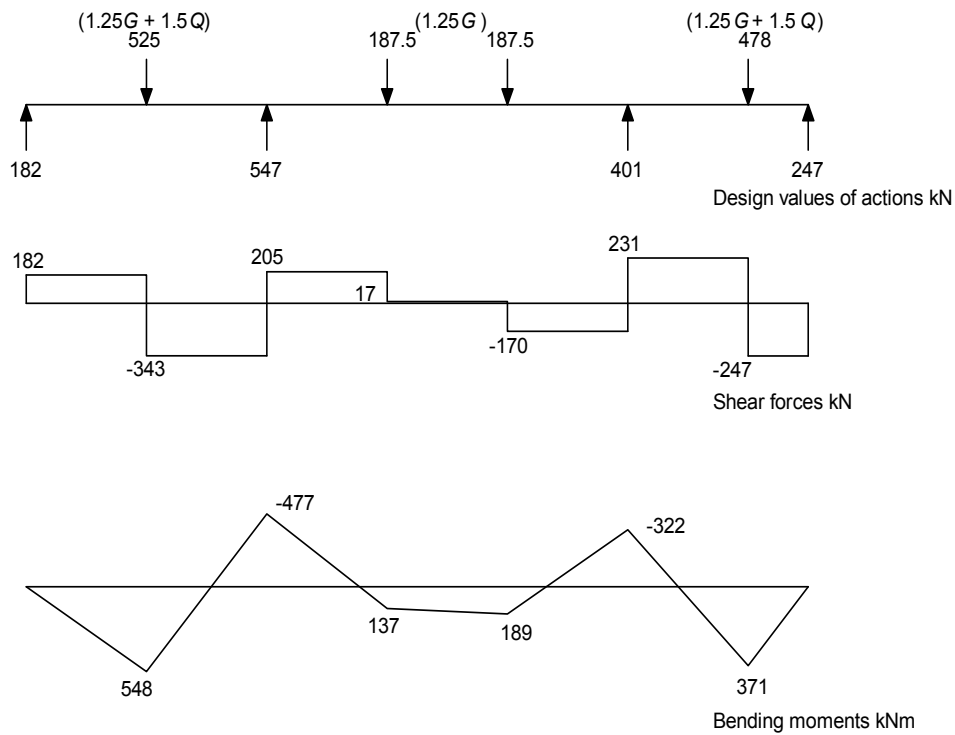 (1.25G + 1.5Q) (1.25G) (1.25G + 1.5Q)
525 187.5 187.5 478
182 547 401 247
Design values of actions kN
182 205 231
17
-343 -170 -247
Shear forces kN
-477 -322
137 189
548 371
Bending moments kNm